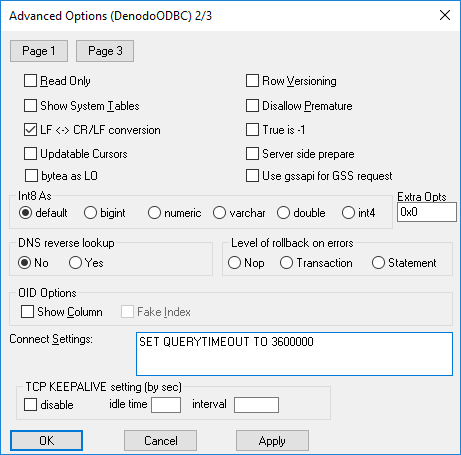 Advanced Options (DenodoODBC) 2/3
Page 1 Page 3
Read Only Row Versioning
Show System Tables Disallow Premature
LF <-> CR/LF conversion True is -1
Updatable Cursors Server side prepare
bytea as LO Use gssapi for GSS request
Int8 As Extra Opts
default bigint numeric varchar double int4 0x0
DNS reverse lookup Level of rollback on errors
No Yes Nop Transaction Statement
OID Options
Show Column Fake Index
Connect Settings: SET QUERYTIMEOUT TO 3600000
TCP KEEPALIVE setting (by sec)
disable idle time interval
OK Cancel Apply